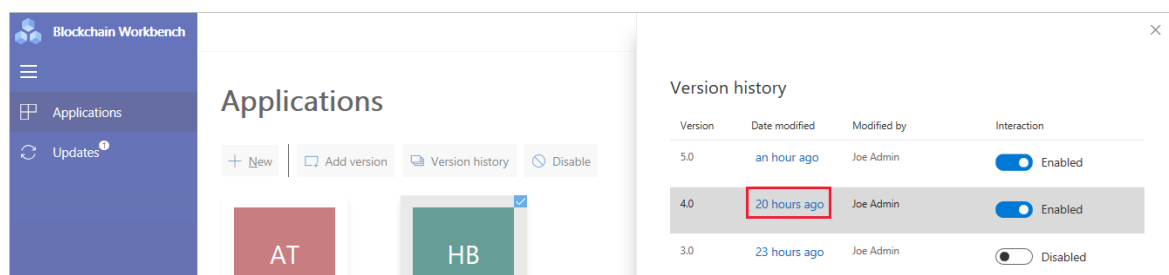 Blockchain Workbench
Applications
Updates 1
Applications
New Add version Version history Disable
AT HB
Version history
Version Date modified Modified by Interaction
5.0 an hour ago Joe Admin Enabled
4.0 20 hours ago Joe Admin Enabled
3.0 23 hours ago Joe Admin Disabled